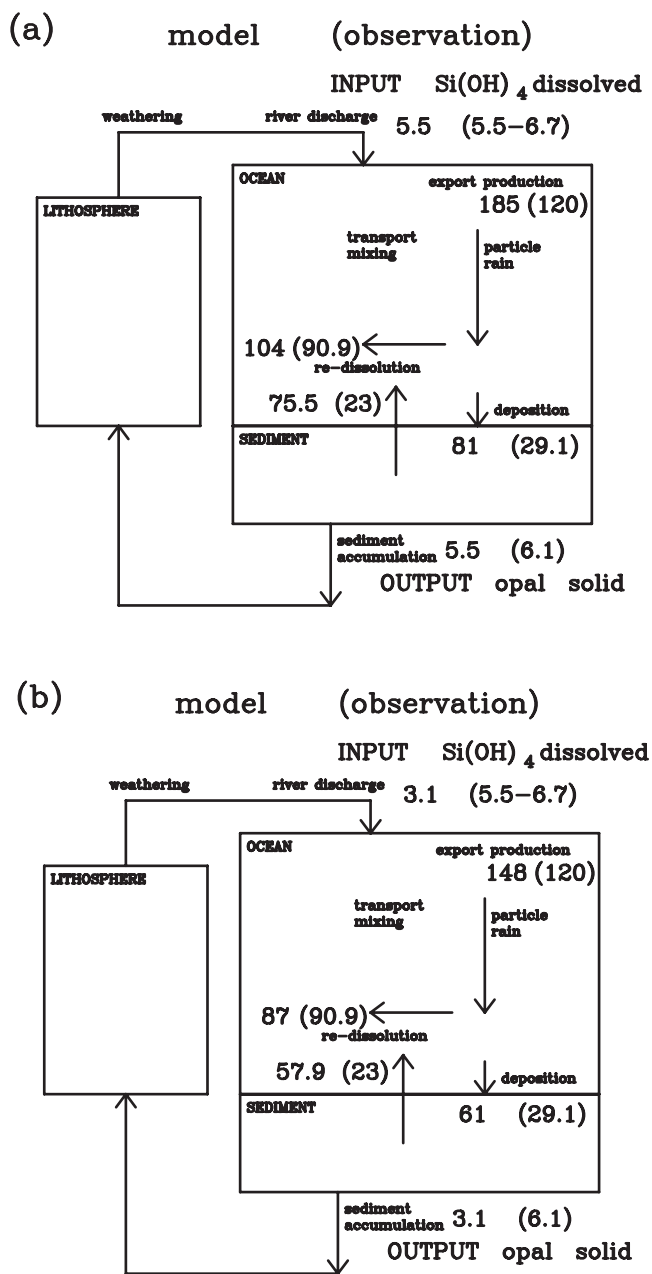 (a)
model (observation)
INPUT Si(OH)4 dissolved
weathering river discharge 5.5 (5.5−6.7)
OCEAN
export production
LITHOSPHERE
185 (120)
transport
mixing
particle
rain
104 (90.9)
re−dissolution
75.5 (23)
deposition
SEDIMENT
81 (29.1)
sediment
accumulation 5.5 (6.1)
OUTPUT opal solid
(b)
model (observation)
INPUT Si(OH)4 dissolved
weathering river discharge 3.1 (5.5−6.7)
OCEAN
export production
LITHOSPHERE
148 (120)
transport
mixing
particle
rain
87 (90.9)
re−dissolution
57.9 (23)
deposition
SEDIMENT
61 (29.1)
sediment
accumulation 3.1 (6.1)
OUTPUT opal solid